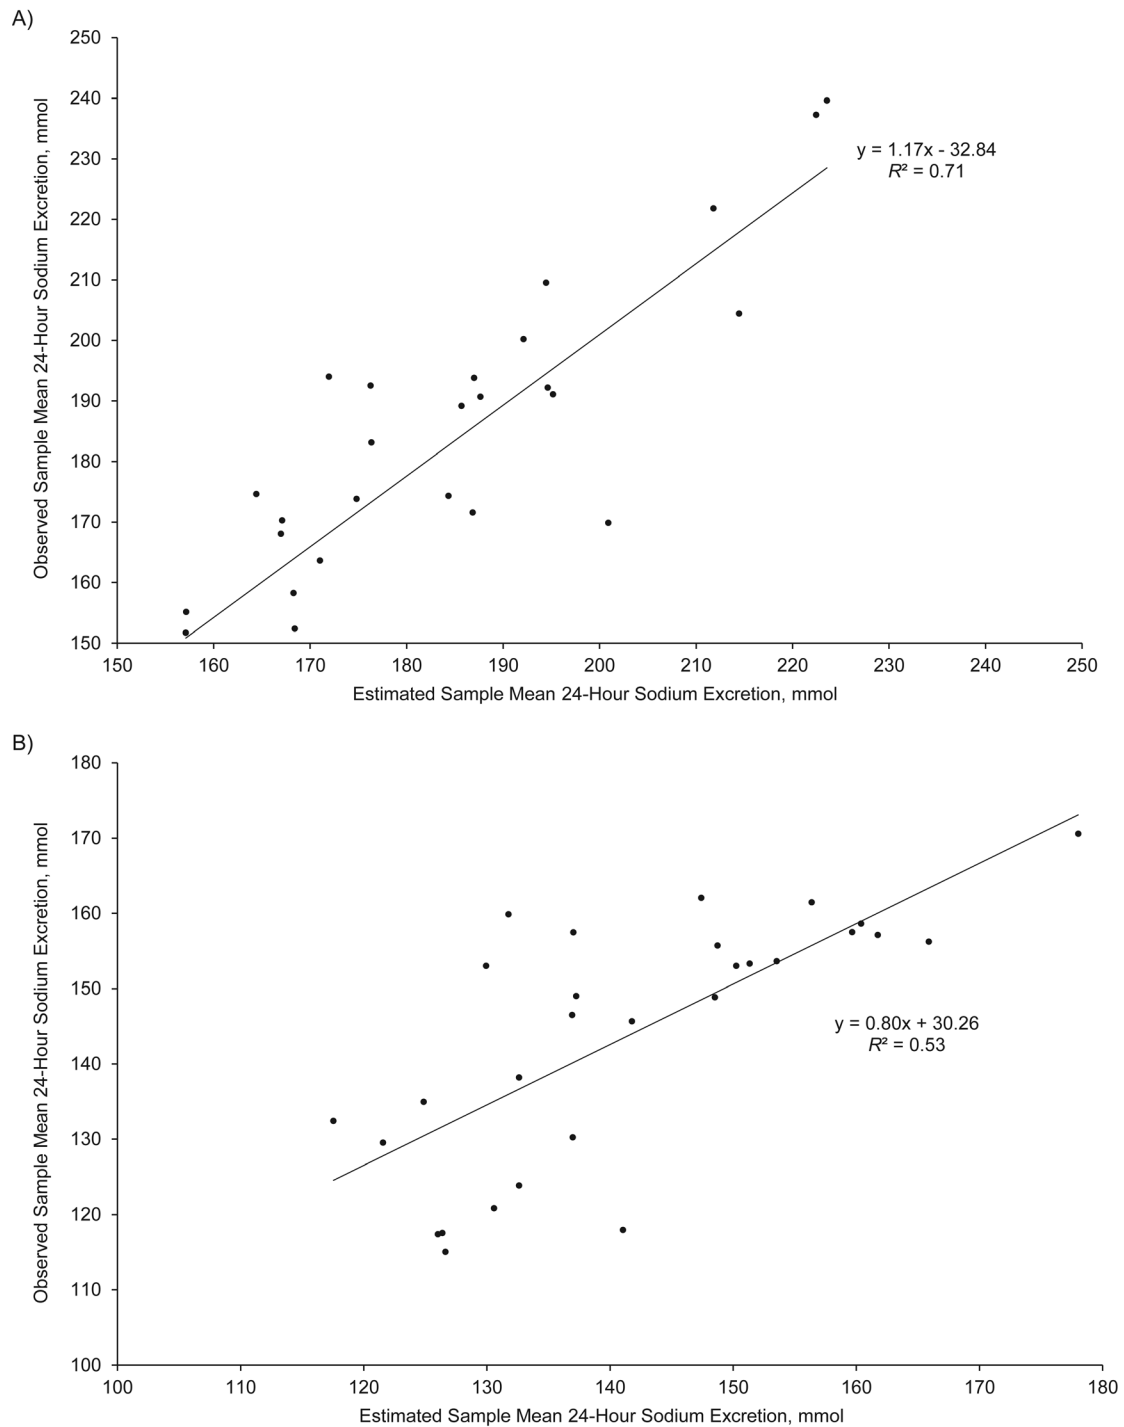 A)
Observed Sample Mean 24-Hour Sodium Excretion, mmol
250
240
230
220
210
200
190
180
170
160
150
y = 1.17x - 32.84
R² = 0.71
150 160 170 180 190 200 210 220 230 240 250
Estimated Sample Mean 24-Hour Sodium Excretion, mmol
B)
Observed Sample Mean 24-Hour Sodium Excretion, mmol
180
170
160
150
140
130
120
110
100
y = 0.80x + 30.26
R² = 0.53
100 110 120 130 140 150 160 170 180
Estimated Sample Mean 24-Hour Sodium Excretion, mmol